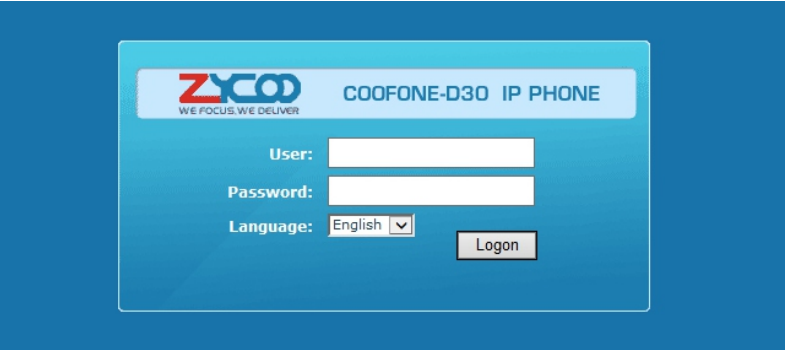 ZYCOO
WE FOCUS.WE DELIVER
COOFONE-D30 IP PHONE
User:
Password:
Language: English
Logon